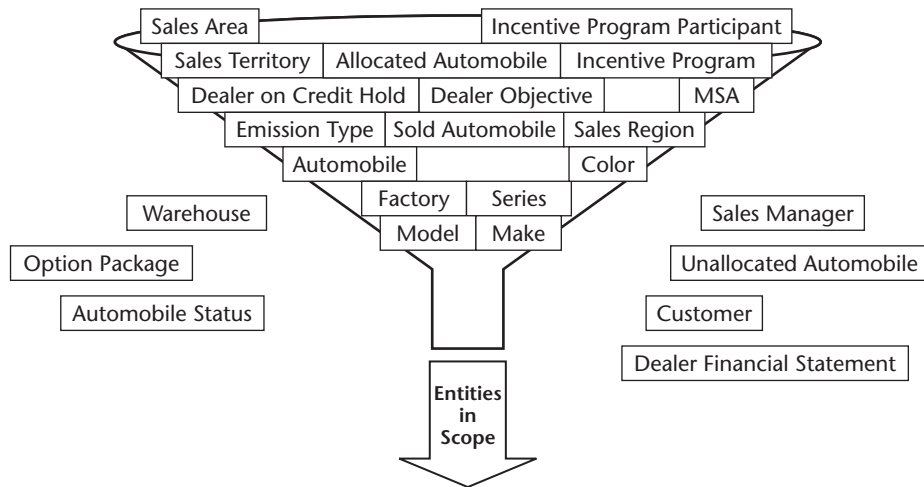 Sales Area
Incentive Program Participant
Sales Territory
Allocated Automobile
Incentive Program
Dealer on Credit Hold
Dealer Objective
MSA
Emission Type
Sold Automobile
Sales Region
Automobile
Color
Factory
Series
Warehouse
Sales Manager
Model
Make
Option Package
Unallocated Automobile
Automobile Status
Customer
Dealer Financial Statement
Entities
in
Scope